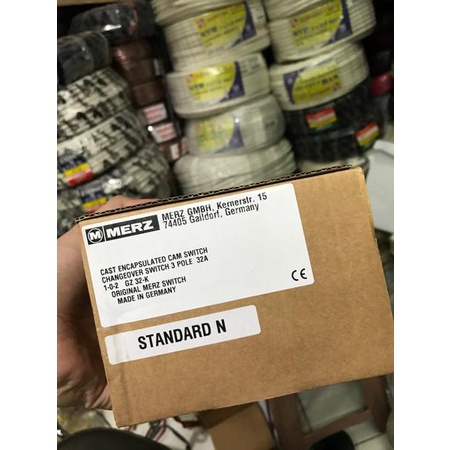 MERZ
MERZ GMBH, Kernerstr. 15
74405 Gaildorf, Germany
CAST ENCAPSULATED CAM SWITCH
CHANGEOVER SWITCH 3 POLE 32A
1-0-2 GZ 32-K
ORIGINAL MERZ SWITCH
MADE IN GERMANY
CE
STANDARD N